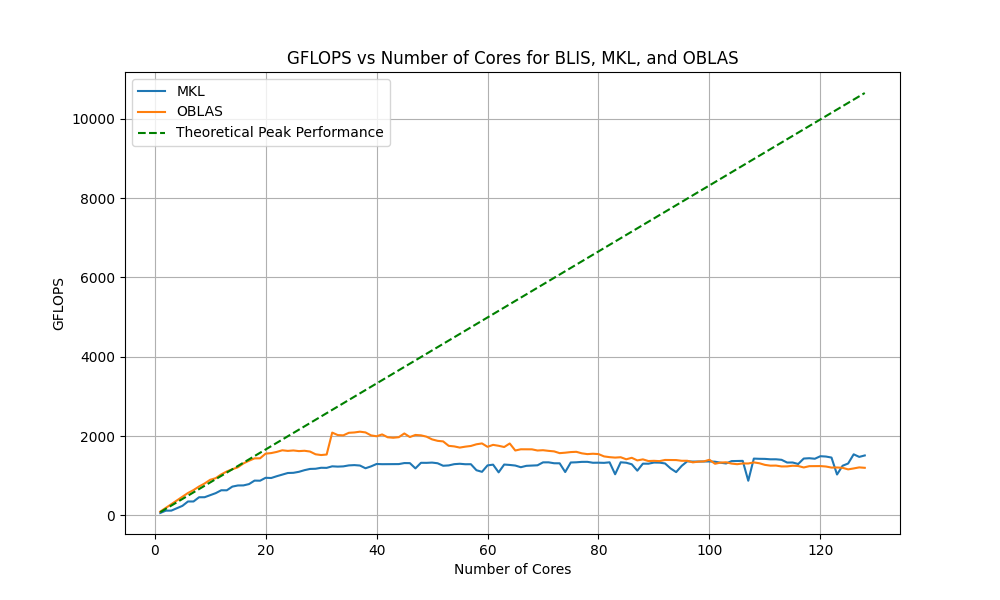 GFLOPS vs Number of Cores for BLIS, MKL, and OBLAS
MKL
OBLAS
Theoretical Peak Performance
10000
8000
6000
4000
2000
0
GFLOPS
0 20 40 60 80 100 120
Number of Cores